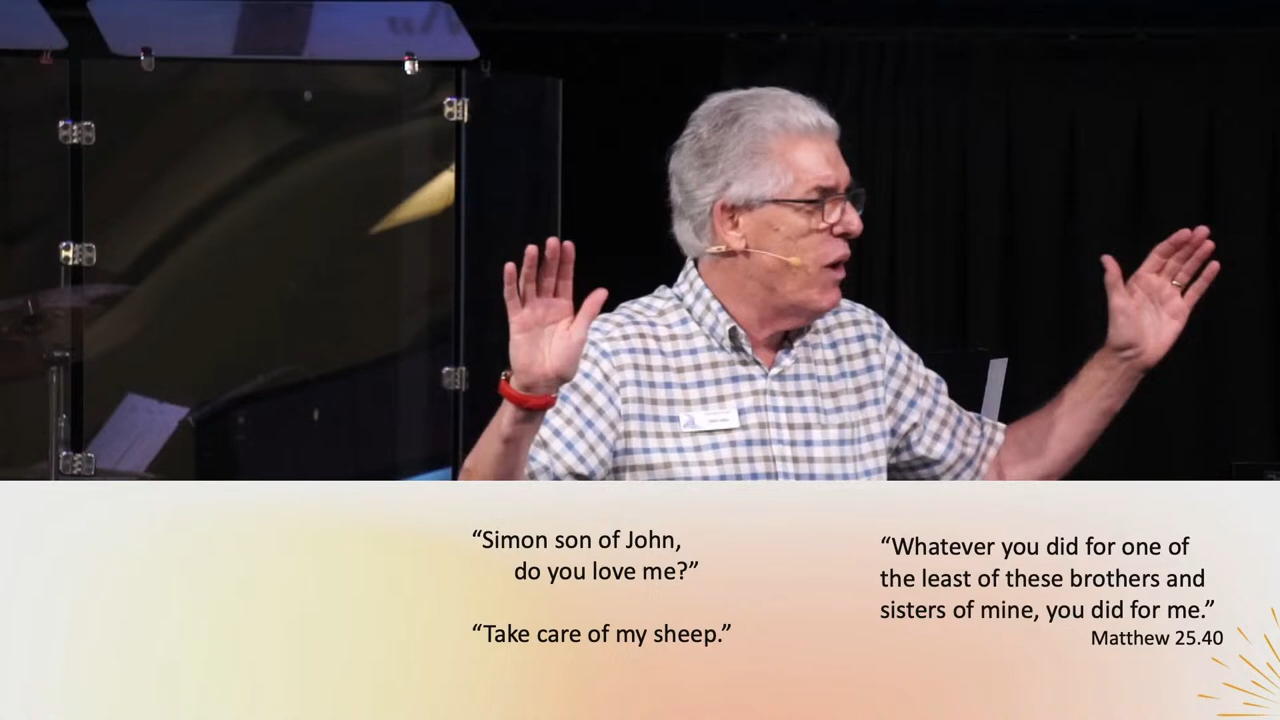 “Simon son of John,
do you love me?”
“Take care of my sheep.”
“Whatever you did for one of
the least of these brothers and
sisters of mine, you did for me.”
Matthew 25.40